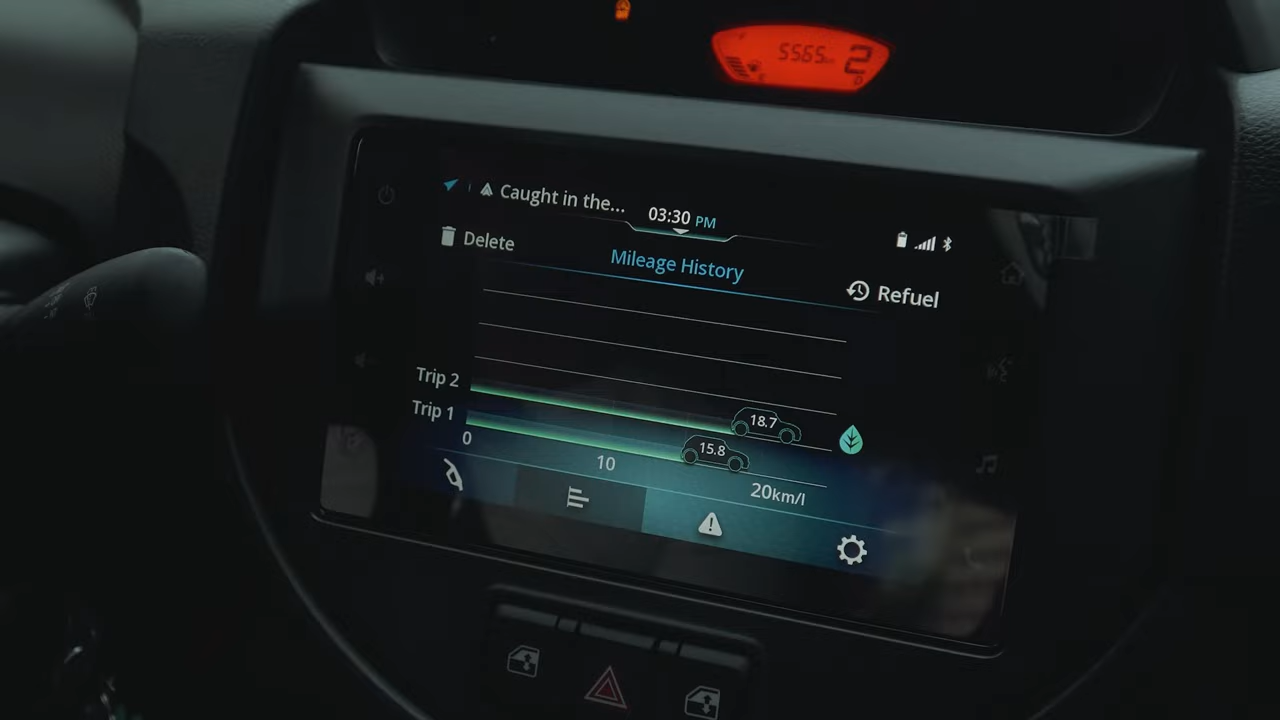 5565km 2
D
Caught in the...
03:30 PM
Delete
Mileage History
Refuel
Trip 2
18.7
Trip 1
15.8
0
10
20km/l